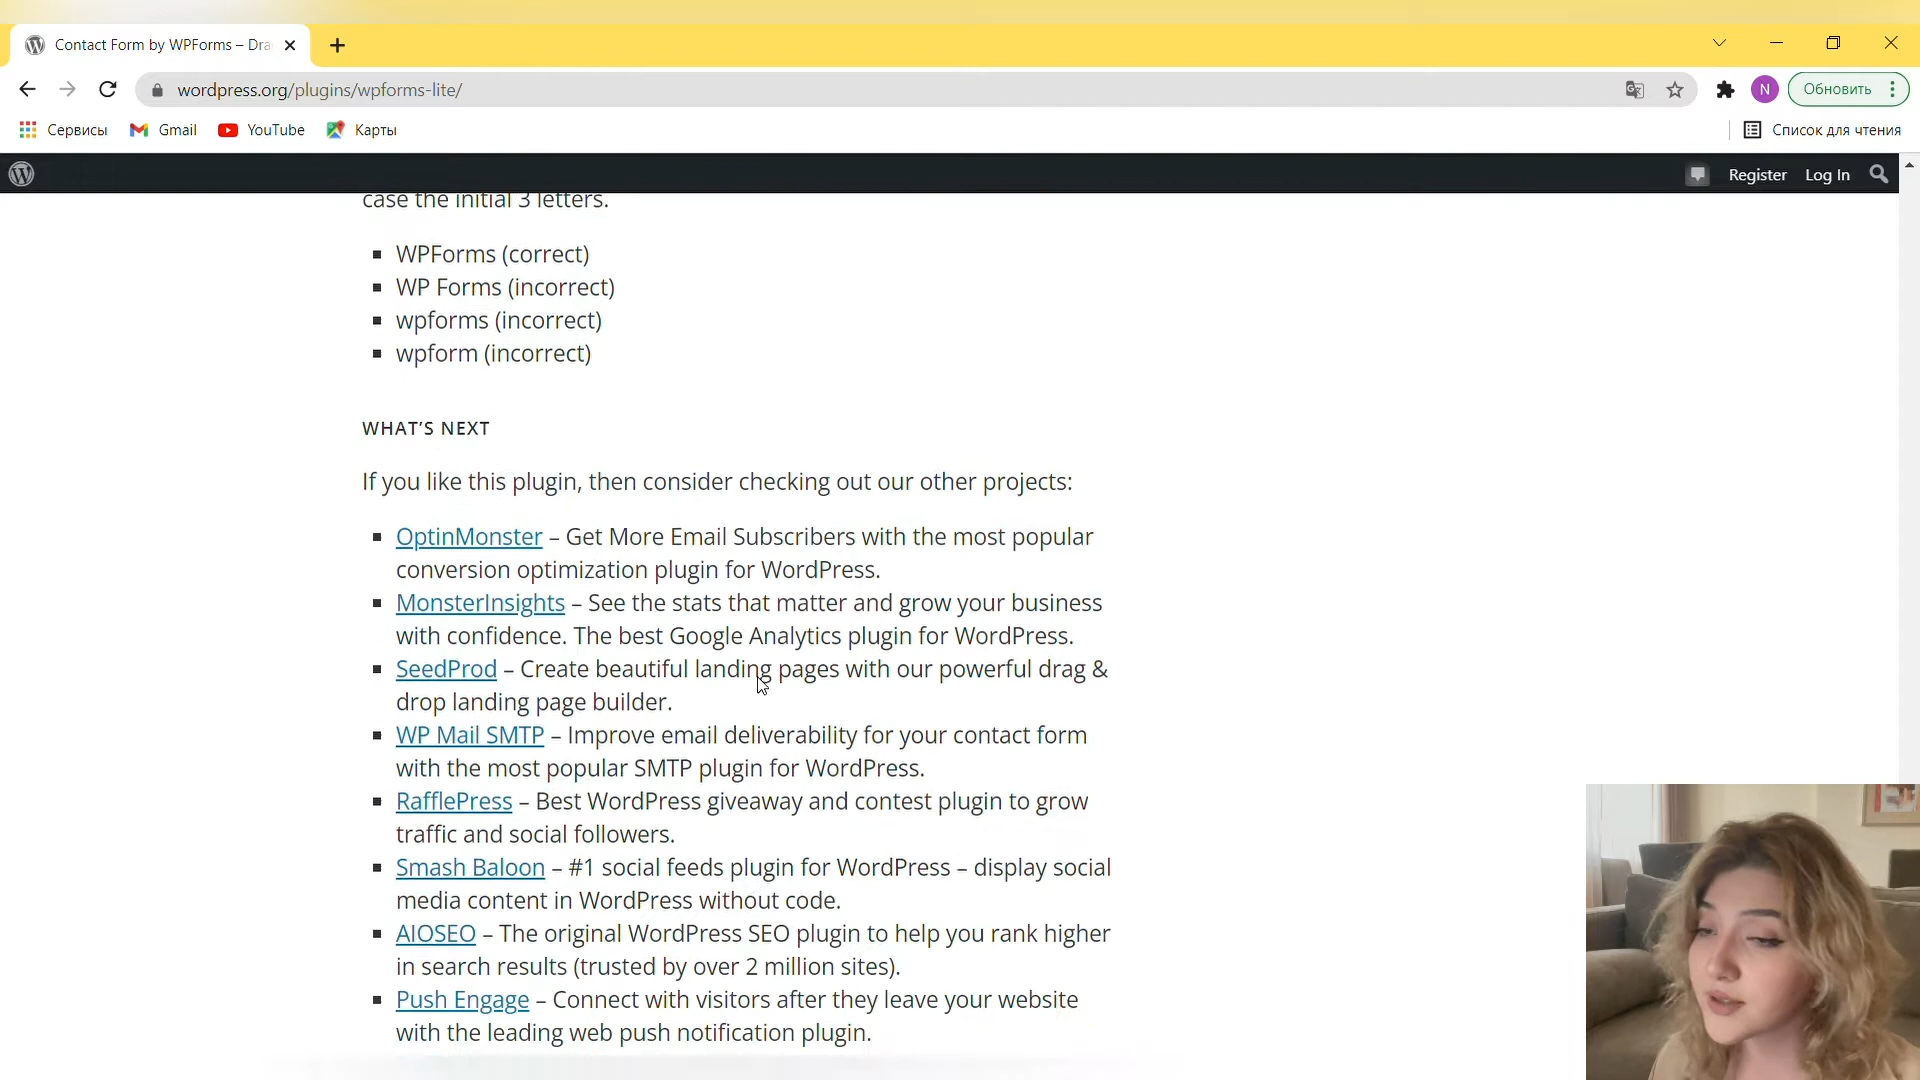 Contact Form by WPForms – Dra
wordpress.org/plugins/wpforms-lite/
N
Обновить
Сервисы
Gmail
YouTube
Карты
Список для чтения
Register
Log In
case the initial 3 letters.
WPForms (correct)
WP Forms (incorrect)
wpforms (incorrect)
wpform (incorrect)
WHAT'S NEXT
If you like this plugin, then consider checking out our other projects:
OptinMonster – Get More Email Subscribers with the most popular
conversion optimization plugin for WordPress.
MonsterInsights – See the stats that matter and grow your business
with confidence. The best Google Analytics plugin for WordPress.
SeedProd – Create beautiful landing pages with our powerful drag &
drop landing page builder.
WP Mail SMTP – Improve email deliverability for your contact form
with the most popular SMTP plugin for WordPress.
RafflePress – Best WordPress giveaway and contest plugin to grow
traffic and social followers.
Smash Baloon – #1 social feeds plugin for WordPress – display social
media content in WordPress without code.
AIOSEO – The original WordPress SEO plugin to help you rank higher
in search results (trusted by over 2 million sites).
Push Engage – Connect with visitors after they leave your website
with the leading web push notification plugin.